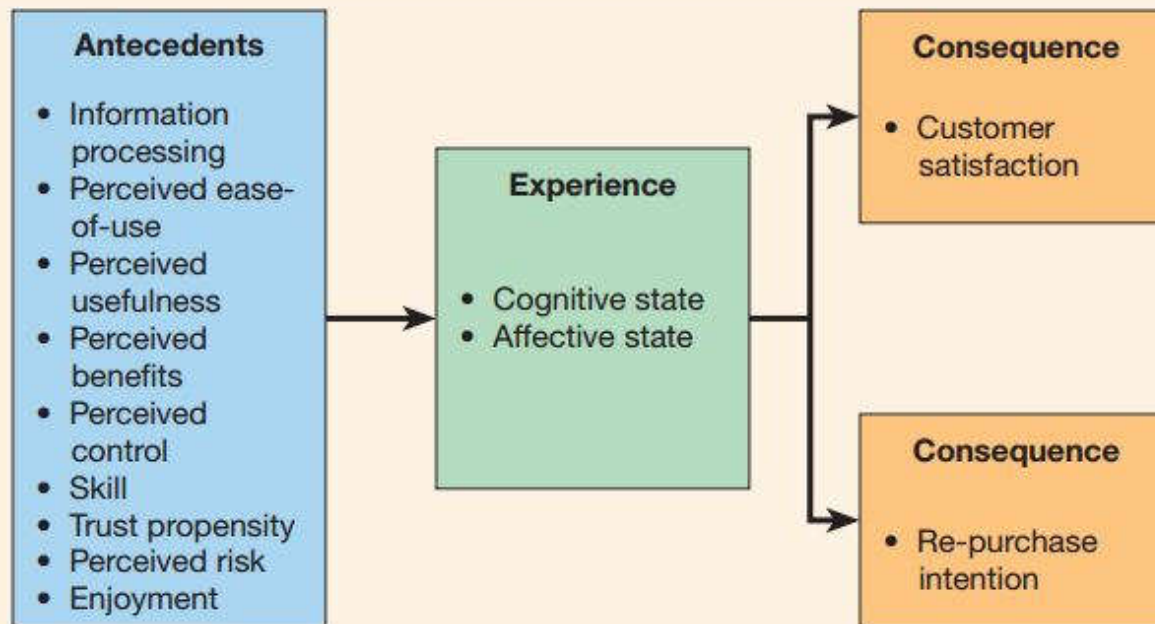 Antecedents
• Information
processing
• Perceived ease-
of-use
• Perceived
usefulness
• Perceived
benefits
• Perceived
control
• Skill
• Trust propensity
• Perceived risk
• Enjoyment
Experience
• Cognitive state
• Affective state
Consequence
• Customer
satisfaction
Consequence
• Re-purchase
intention